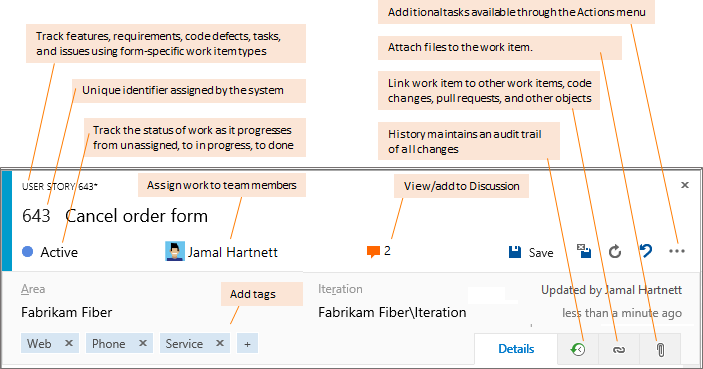 Additional tasks available through the Actions menu
Track features, requirements, code defects, tasks,
and issues using form-specific work item types
Attach files to the work item.
Unique identifier assigned by the system
Link work item to other work items, code
changes, pull requests, and other objects
Track the status of work as it progresses
from unassigned, to in progress, to done
History maintains an audit trail
of all changes
USER STORY 643*
Assign work to team members
View/add to Discussion
643 Cancel order form
Active
Jamal Hartnett
2
Save
Area
Add tags
Iteration
Updated by Jamal Hartnett
Fabrikam Fiber
Fabrikam Fiber\Iteration
less than a minute ago
Web × Phone × Service × +
Details